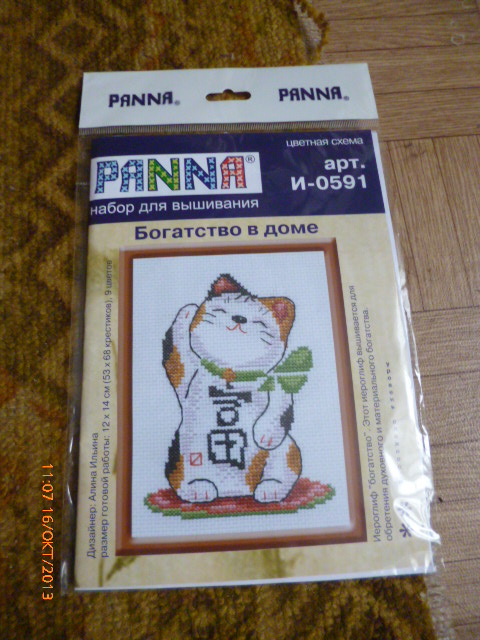 PANNA® PANNA®
цветная схема
PANNA®
арт.
И-0591
набор для вышивания
Богатство в доме
Дизайнер: Алина Ильина
размер готовой работы: 12 x 14 см (53 x 68 крестиков), 9 цветов
Иероглиф "богатство". Этот иероглиф вышивается для
обретения духовного и материального богатства.
11:07 16/ОКТ/2013